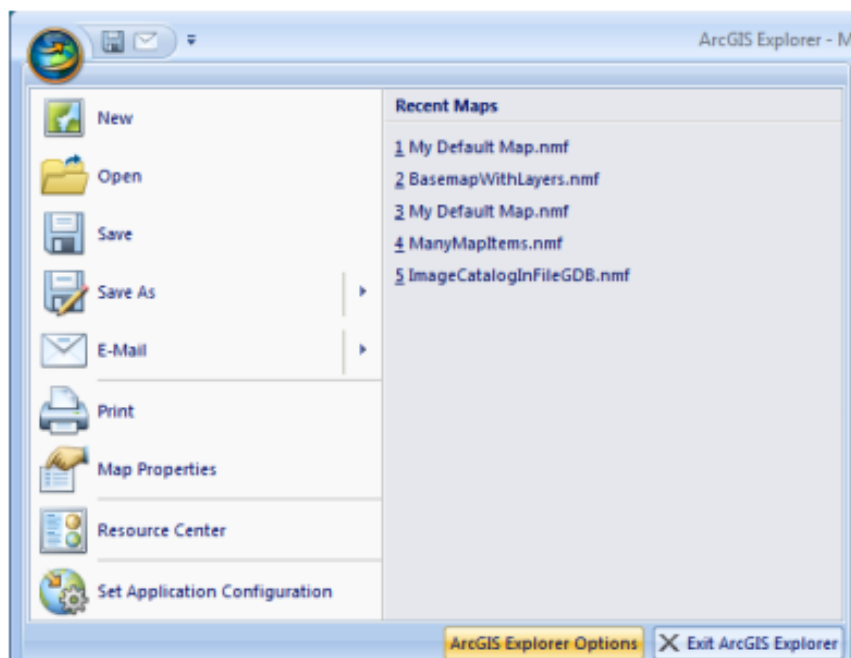 ArcGIS Explorer - M
New
Open
Save
Save As
E-Mail
Print
Map Properties
Resource Center
Set Application Configuration
Recent Maps
1 My Default Map.nmf
2 BasemapWithLayers.nmf
3 My Default Map.nmf
4 ManyMapItems.nmf
5 ImageCatalogInFileGDB.nmf
ArcGIS Explorer Options
Exit ArcGIS Explorer